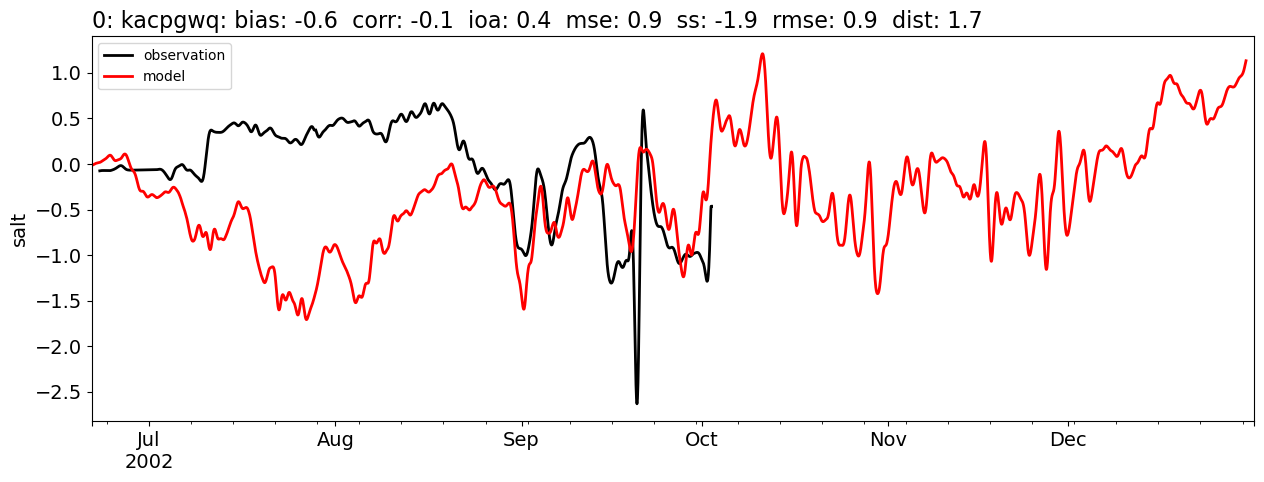 0: kacpgwq: bias: -0.6  corr: -0.1  ioa: 0.4  mse: 0.9  ss: -1.9  rmse: 0.9  dist: 1.7
observation
model
1.0
0.5
0.0
−0.5
−1.0
−1.5
−2.0
−2.5
salt
Jul Aug Sep Oct Nov Dec
2002